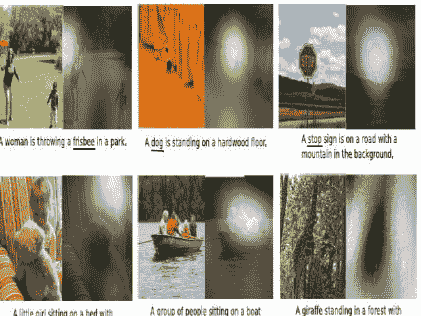 A woman is throwing a frisbee in a park.
A dog is standing on a hardwood floor.
A stop sign is on a road with a
mountain in the background.
A little girl sitting on a bed with
A group of people sitting on a boat
A giraffe standing in a forest with